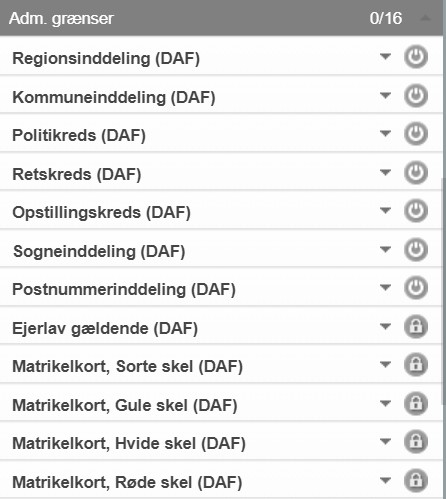 Adm. grænser 0/16
Regionsinddeling (DAF)
Kommuneinddeling (DAF)
Politikreds (DAF)
Retskreds (DAF)
Opstillingskreds (DAF)
Sogneinddeling (DAF)
Postnummerinddeling (DAF)
Ejerlav gældende (DAF)
Matrikelkort, Sorte skel (DAF)
Matrikelkort, Gule skel (DAF)
Matrikelkort, Hvide skel (DAF)
Matrikelkort, Røde skel (DAF)